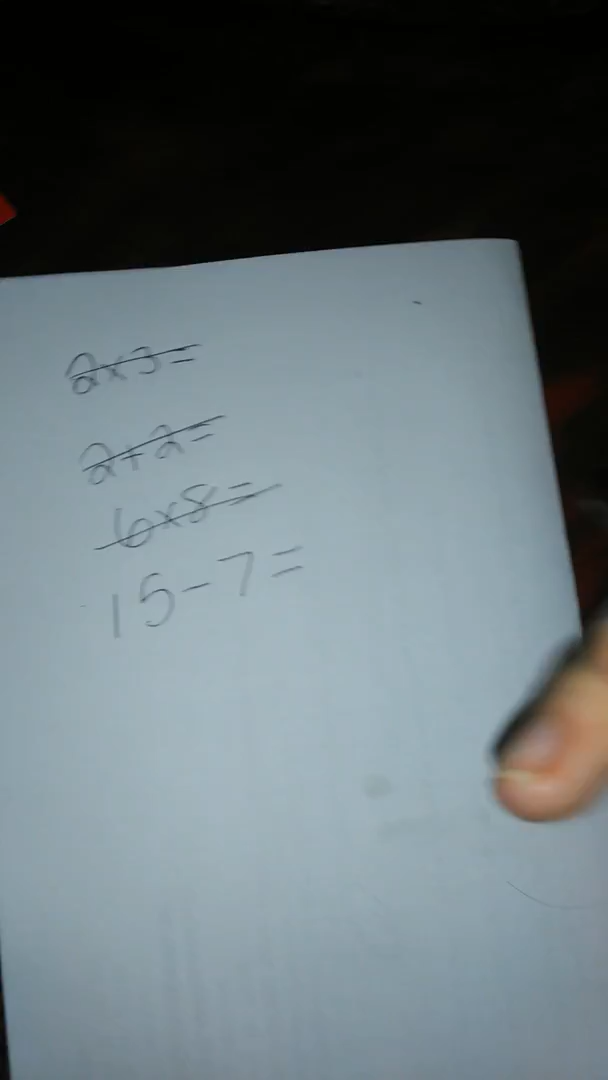 2x3=
2+2=
6x8=
15-7=